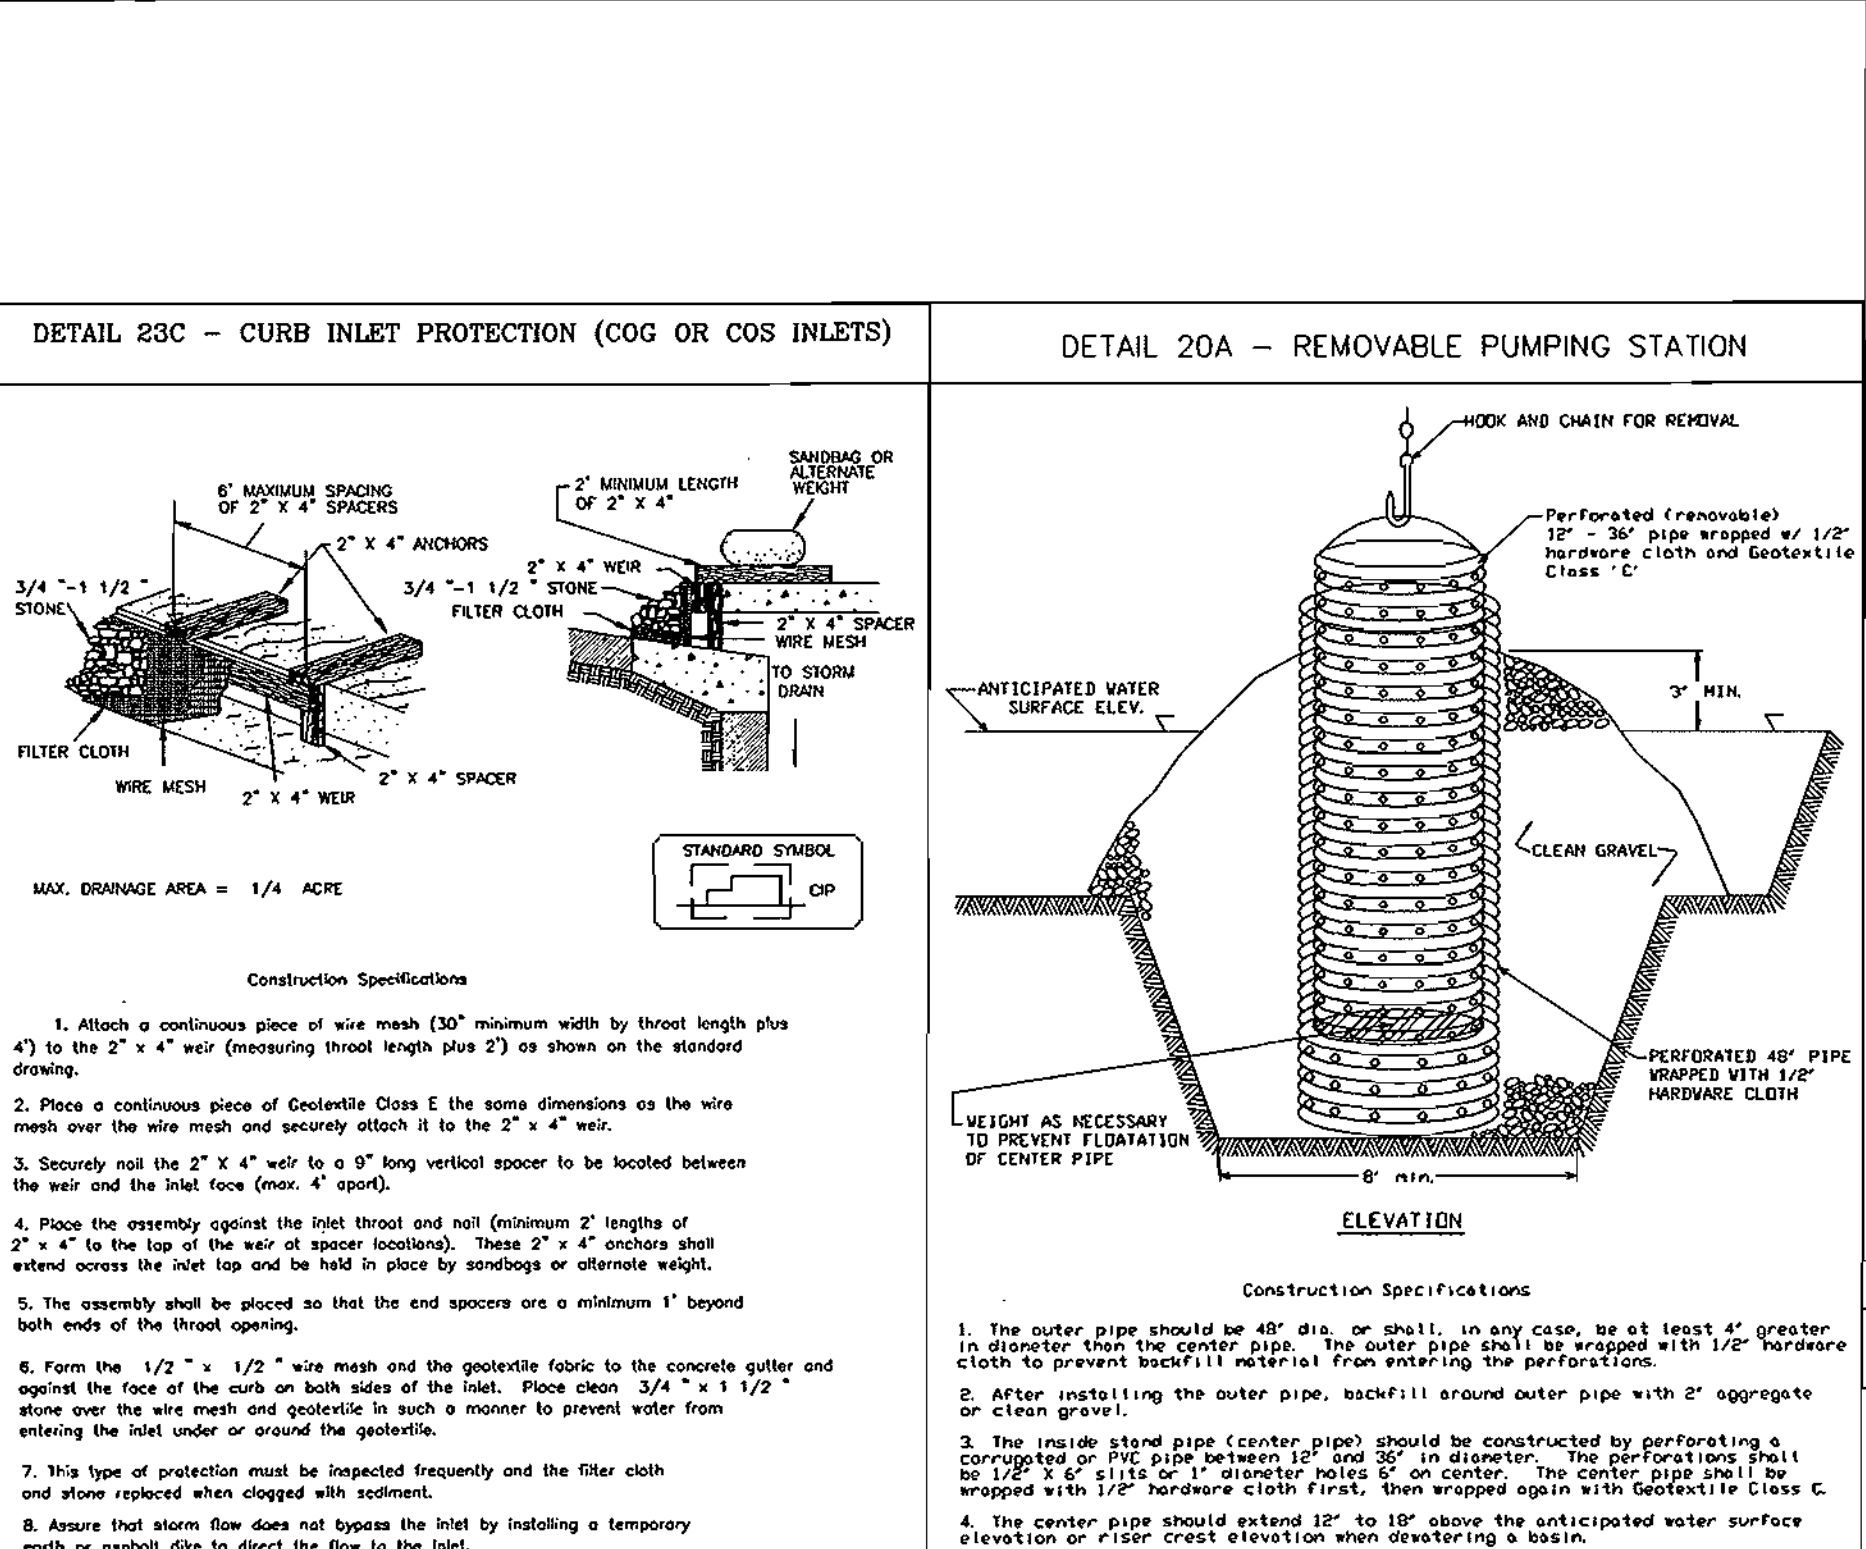 DETAIL 23C - CURB INLET PROTECTION (COG OR COS INLETS)
6' MAXIMUM SPACING
OF 2" X 4" SPACERS
2" X 4" ANCHORS
3/4 "-1 1/2 "
STONE
FILTER CLOTH
WIRE MESH
2" X 4" WEIR
2" X 4" SPACER
2' MINIMUM LENGTH
OF 2" X 4"
SANDBAG OR
ALTERNATE
WEIGHT
2" X 4" WEIR
3/4 "-1 1/2 " STONE
FILTER CLOTH
2" X 4" SPACER
WIRE MESH
TO STORM
DRAIN
MAX. DRAINAGE AREA = 1/4 ACRE
STANDARD SYMBOL
CIP
Construction Specifications
1. Attach a continuous piece of wire mesh (30" minimum width by throat length plus
4') to the 2" x 4" weir (measuring throat length plus 2') as shown on the standard
drawing.
2. Place a continuous piece of Geotextile Class E the same dimensions as the wire
mesh over the wire mesh and securely attach it to the 2" x 4" weir.
3. Securely nail the 2" X 4" weir to a 9" long vertical spacer to be located between
the weir and the inlet face (max. 4' apart).
4. Place the assembly against the inlet throat and nail (minimum 2' lengths of
2" x 4" to the top of the weir at spacer locations). These 2" x 4" anchors shall
extend across the inlet top and be held in place by sandbags or alternate weight.
5. The assembly shall be placed so that the end spacers are a minimum 1' beyond
both ends of the throat opening.
6. Form the 1/2 " x 1/2 " wire mesh and the geotextile fabric to the concrete gutter and
against the face of the curb on both sides of the inlet. Place clean 3/4 " x 1 1/2 "
stone over the wire mesh and geotextile in such a manner to prevent water from
entering the inlet under or around the geotextile.
7. This type of protection must be inspected frequently and the filter cloth
and stone replaced when clogged with sediment.
8. Assure that storm flow does not bypass the inlet by installing a temporary
earth or asphalt dike to direct the flow to the inlet.
DETAIL 20A - REMOVABLE PUMPING STATION
HOOK AND CHAIN FOR REMOVAL
Perforated (removable)
12" - 36" pipe wrapped w/ 1/2"
hardware cloth and Geotextile
Class 'E'
ANTICIPATED WATER
SURFACE ELEV.
3' MIN.
CLEAN GRAVEL
PERFORATED 48" PIPE
WRAPPED WITH 1/2"
HARDWARE CLOTH
WEIGHT AS NECESSARY
TO PREVENT FLOATATION
OF CENTER PIPE
8' min.
ELEVATION
Construction Specifications
1. The outer pipe should be 48" dia. or shall, in any case, be at least 4" greater
in diameter than the center pipe. The outer pipe shall be wrapped with 1/2" hardware
cloth to prevent backfill material from entering the perforations.
2. After installing the outer pipe, backfill around outer pipe with 2" aggregate
or clean gravel.
3. The inside stand pipe (center pipe) should be constructed by perforating a
corrugated or PVC pipe between 12" and 36" in diameter. The perforations shall
be 1/2" X 6" slits or 1" diameter holes 6" on center. The center pipe shall be
wrapped with 1/2" hardware cloth first, then wrapped again with Geotextile Class
4. The center pipe should extend 12" to 18" above the anticipated water surface
elevation or riser crest elevation when dewatering a basin.